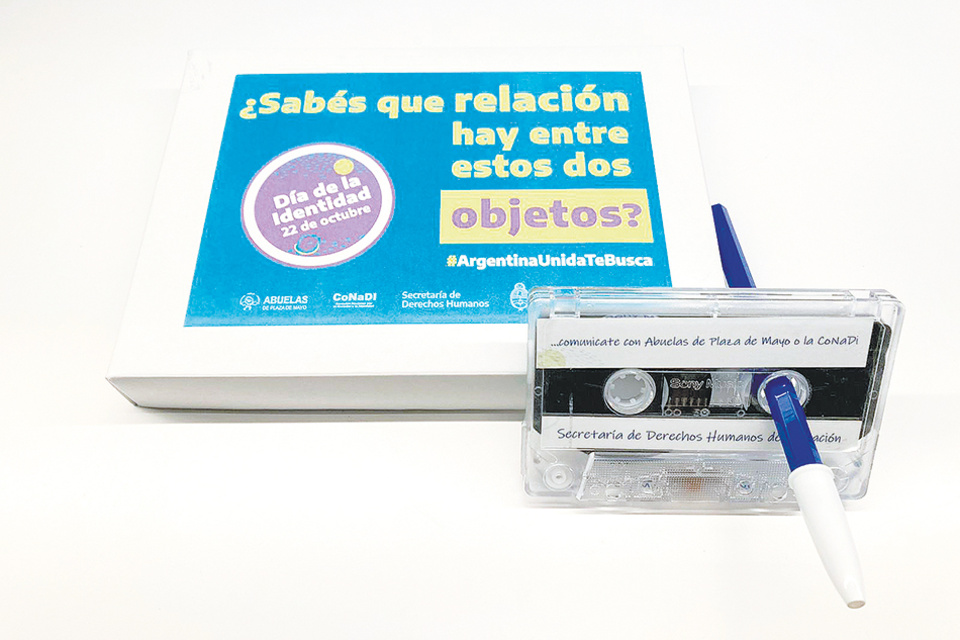 ¿Sabés que relación
hay entre
estos dos
objetos?
#ArgentinaUnidaTeBusca
Día de la
Identidad
22 de octubre
ABUELAS
DE PLAZA DE MAYO
CoNaDI
Secretaría de
Derechos Humanos
...comunicate con Abuelas de Plaza de Mayo o la CoNaDi
Sony
Secretaría de Derechos Humanos